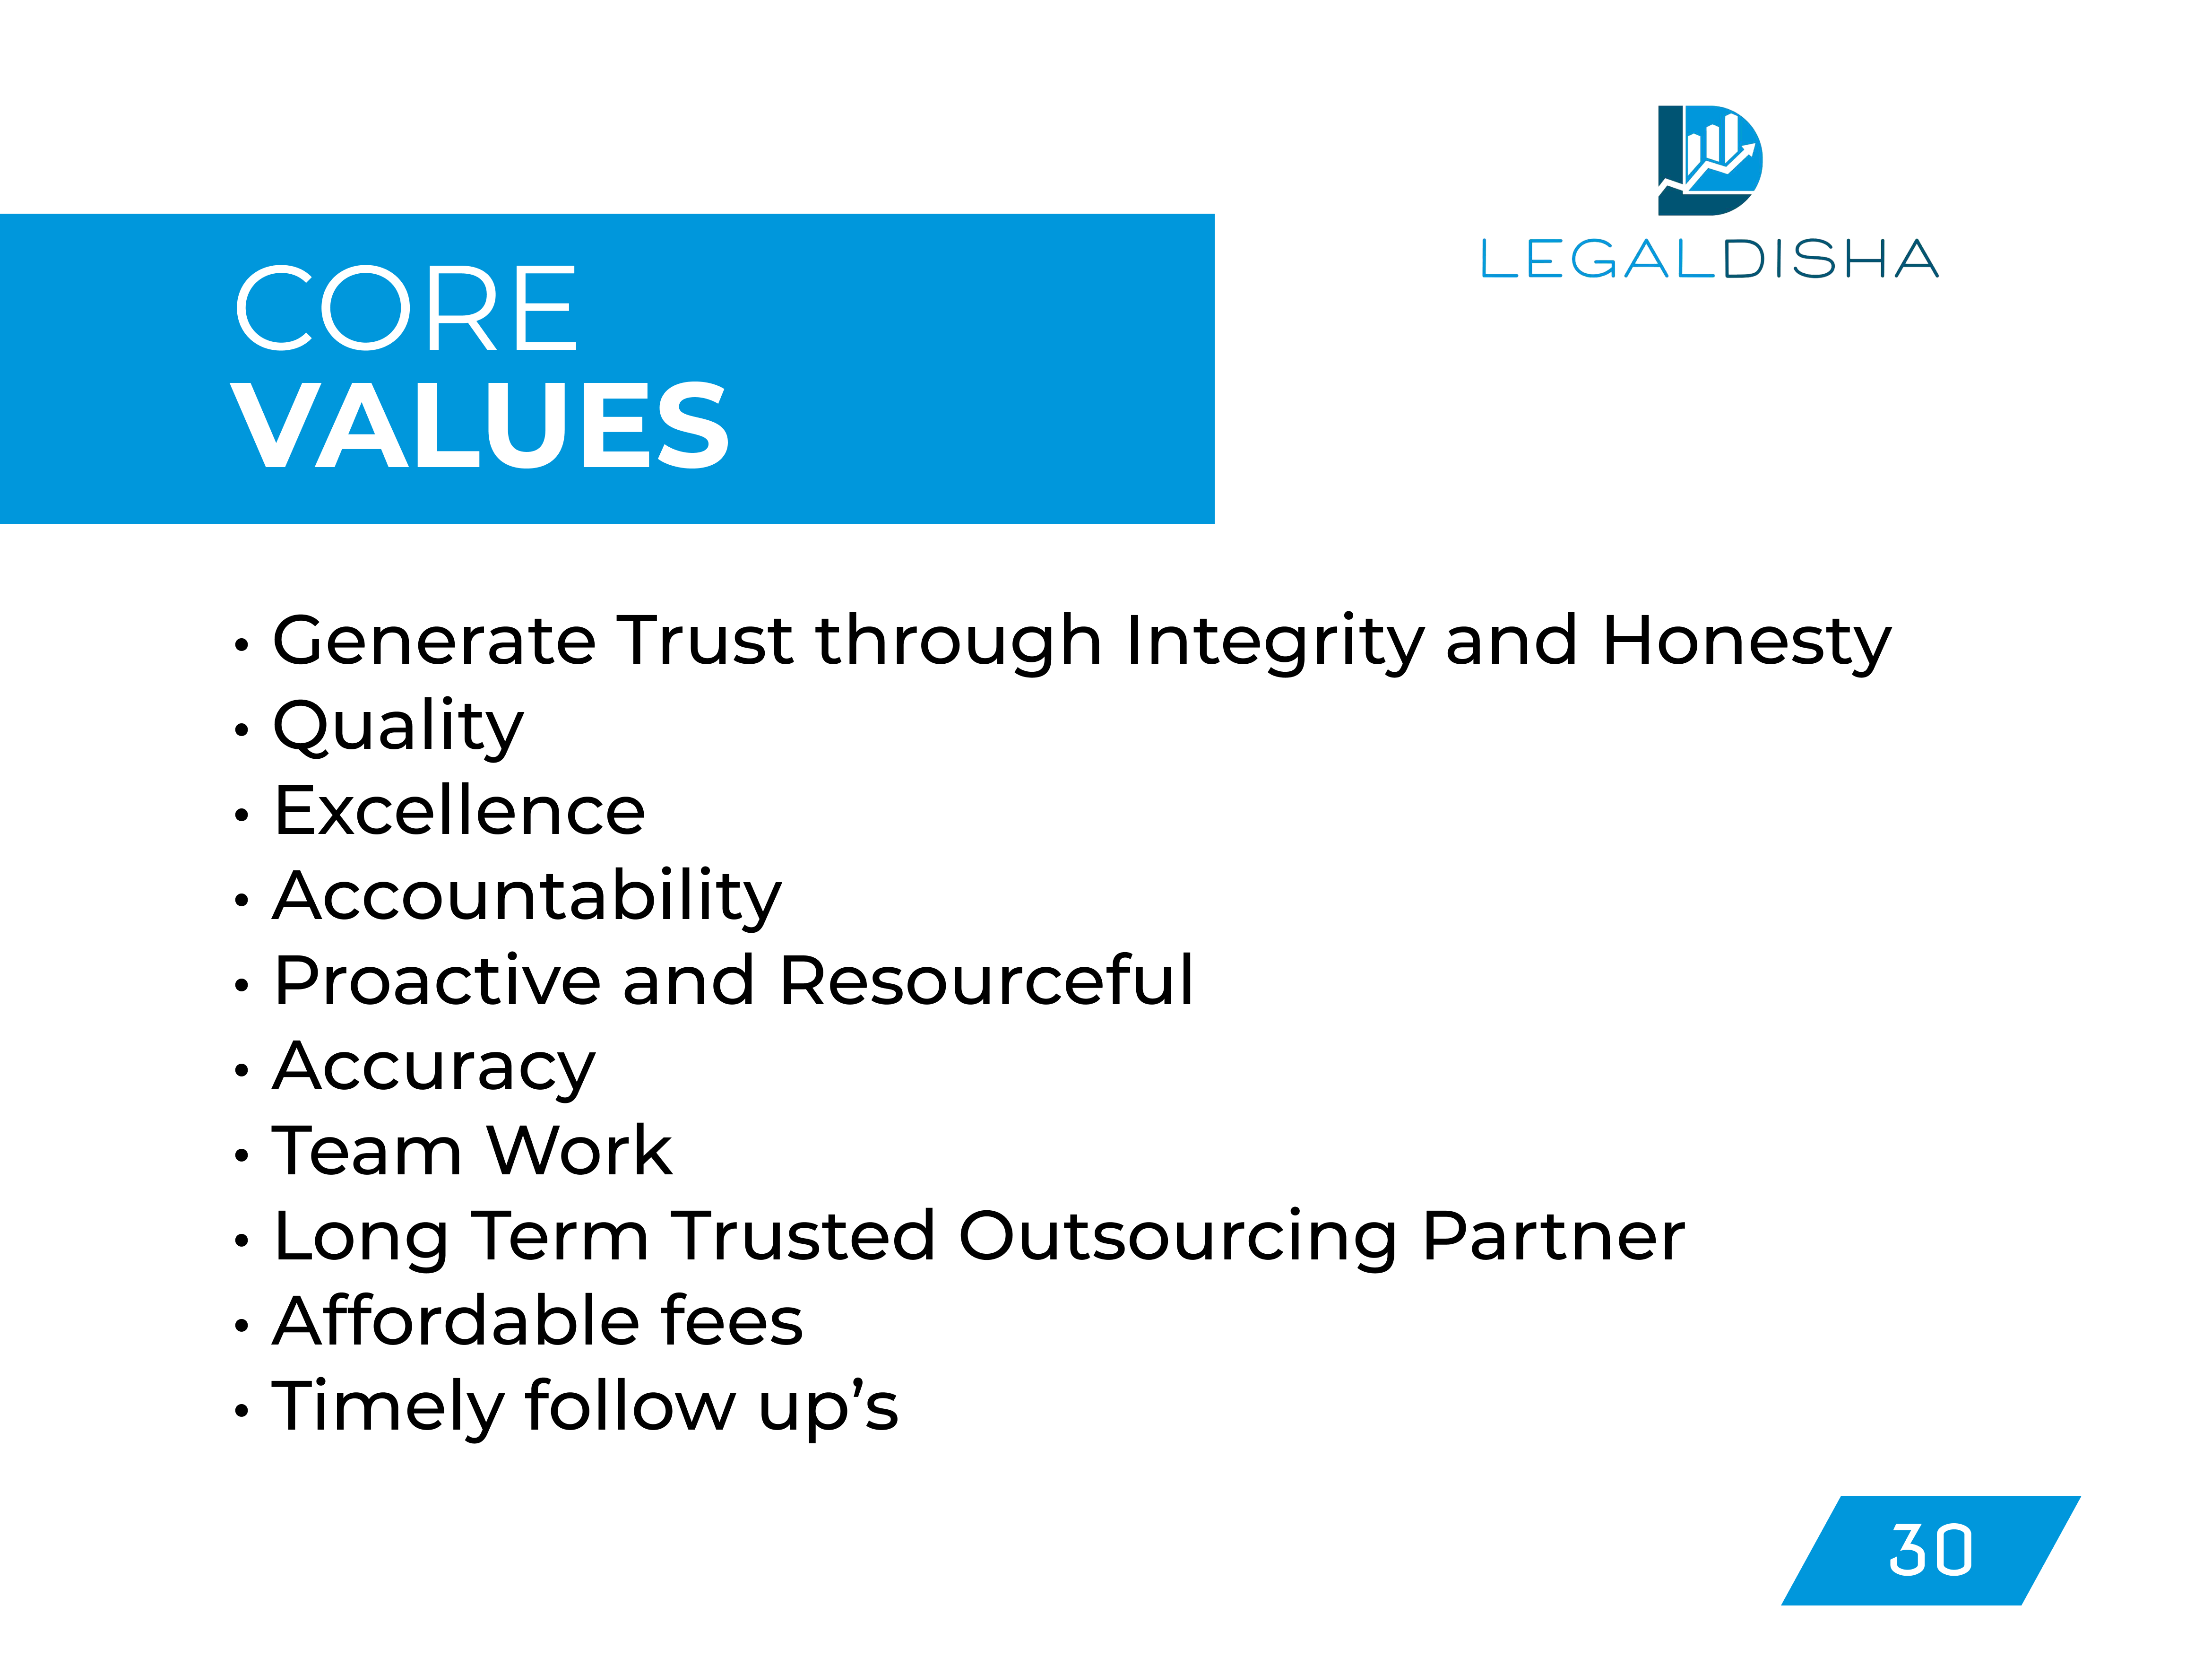 LEGALDISHA
CORE
VALUES
• Generate Trust through Integrity and Honesty
• Quality
• Excellence
• Accountability
• Proactive and Resourceful
• Accuracy
• Team Work
• Long Term Trusted Outsourcing Partner
• Affordable fees
• Timely follow up’s
30